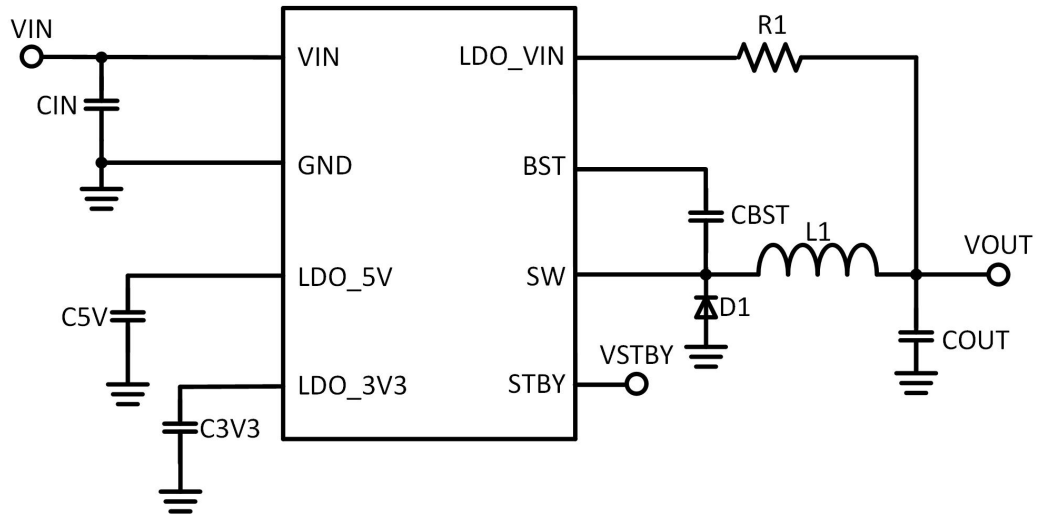 VIN
R1
VIN
LDO_VIN
CIN
GND
BST
CBST
L1
VOUT
LDO_5V
SW
C5V
D1
COUT
VSTBY
LDO_3V3
STBY
C3V3